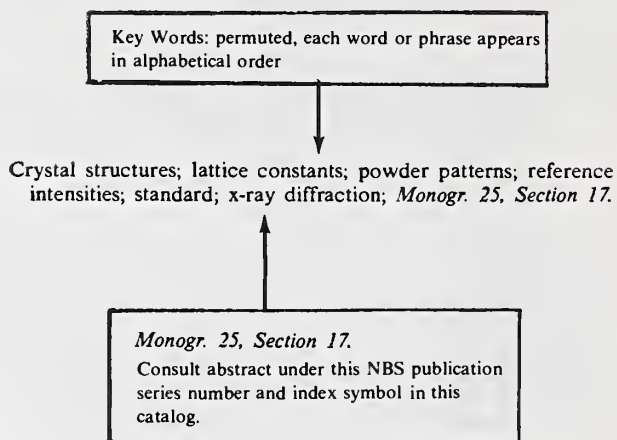 Key Words: permuted, each word or phrase appears
in alphabetical order
Crystal structures; lattice constants; powder patterns; reference
intensities; standard; x-ray diffraction; Monogr. 25, Section 17.
Monogr. 25, Section 17.
Consult abstract under this NBS publication
series number and index symbol in this
catalog.